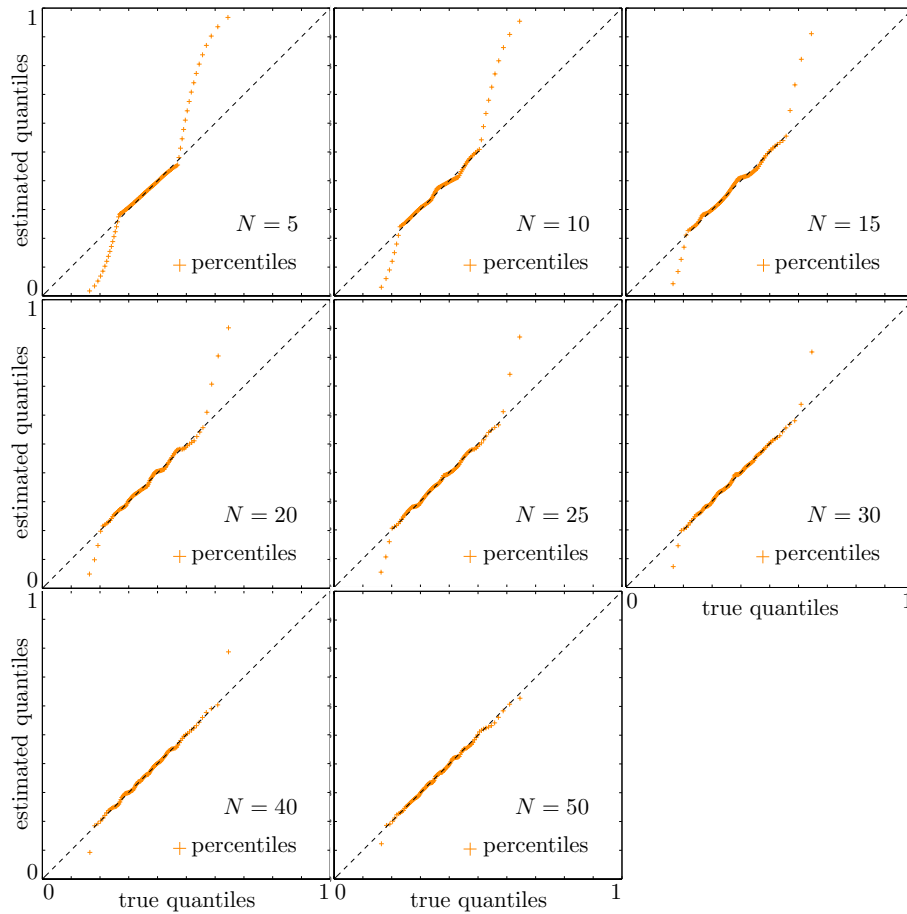 1
estimated quantiles
N = 5
+ percentiles
0
N = 10
+ percentiles
N = 15
+ percentiles
1
estimated quantiles
N = 20
+ percentiles
0
N = 25
+ percentiles
N = 30
+ percentiles
0 1
true quantiles
1
estimated quantiles
N = 40
+ percentiles
0
N = 50
+ percentiles
0 1
true quantiles
0 1
true quantiles